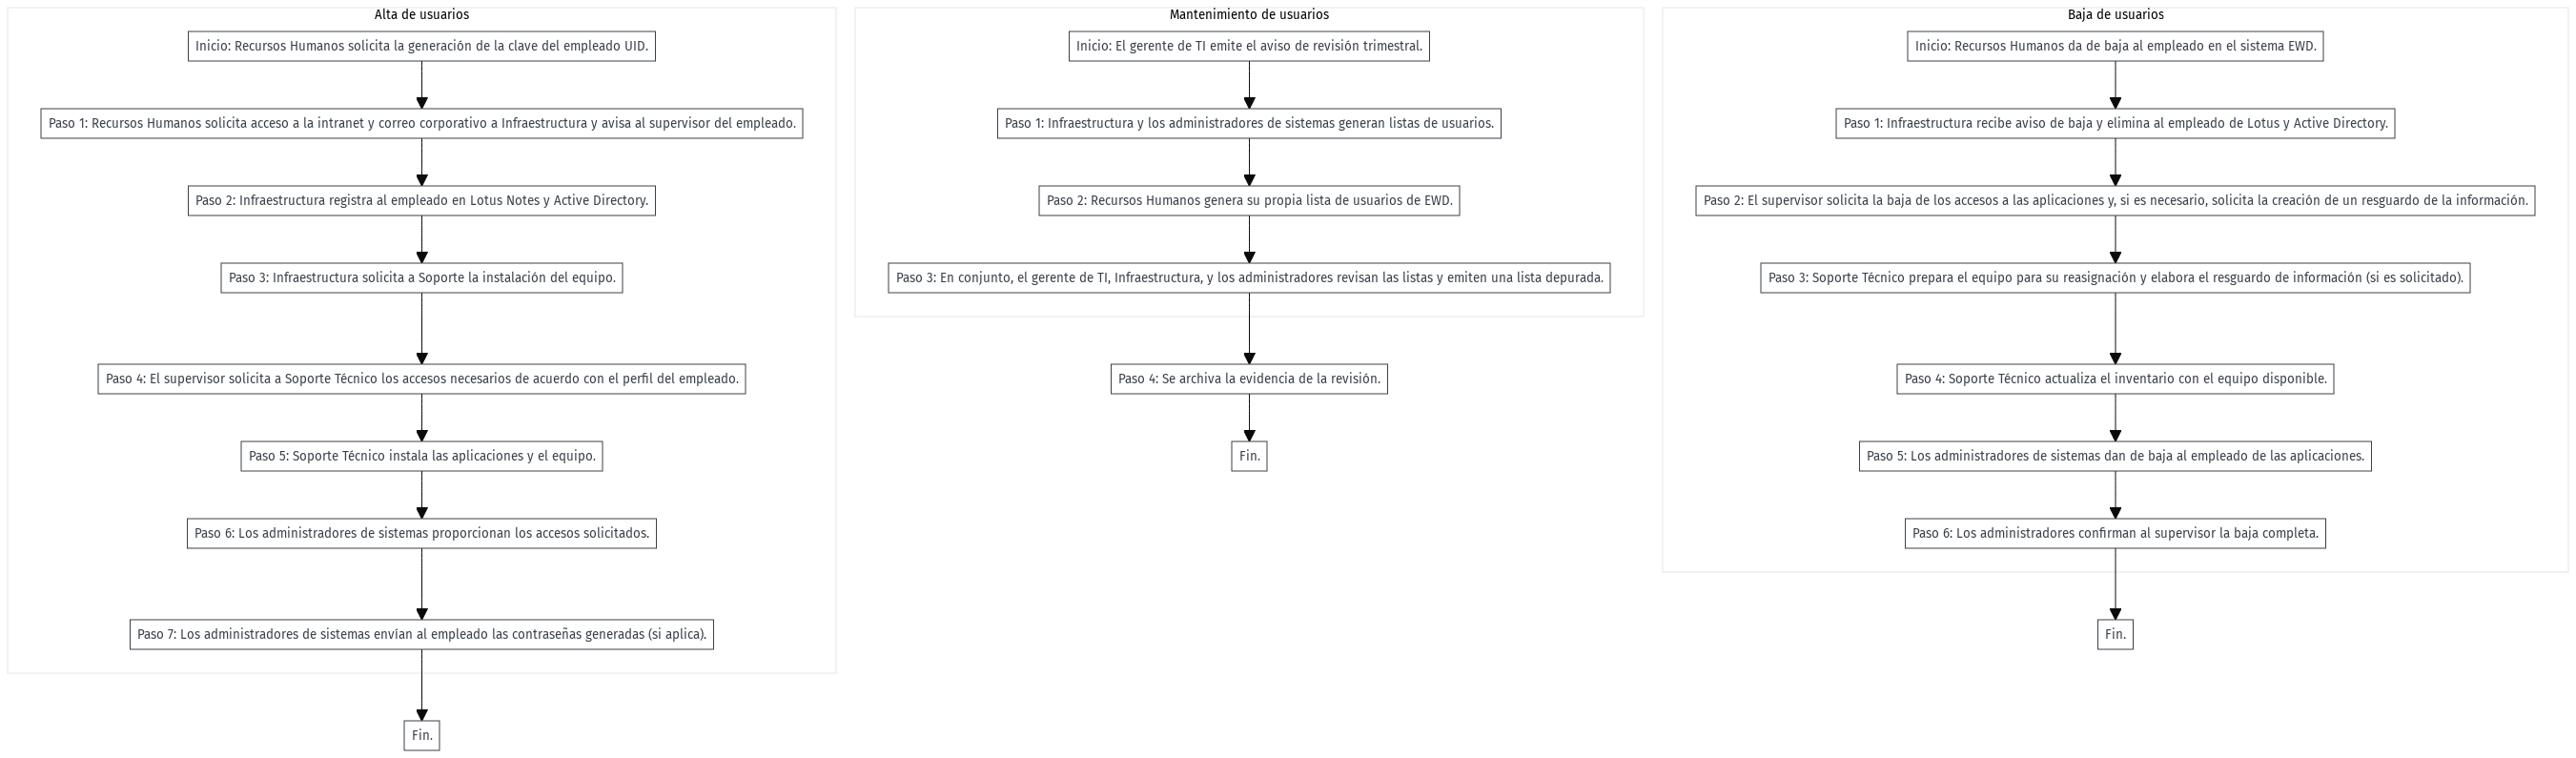 Alta de usuarios
Inicio: Recursos Humanos solicita la generación de la clave del empleado UID.
Paso 1: Recursos Humanos solicita acceso a la intranet y correo corporativo a Infraestructura y avisa al supervisor del empleado.
Paso 2: Infraestructura registra al empleado en Lotus Notes y Active Directory.
Paso 3: Infraestructura solicita a Soporte la instalación del equipo.
Paso 4: El supervisor solicita a Soporte Técnico los accesos necesarios de acuerdo con el perfil del empleado.
Paso 5: Soporte Técnico instala las aplicaciones y el equipo.
Paso 6: Los administradores de sistemas proporcionan los accesos solicitados.
Paso 7: Los administradores de sistemas envían al empleado las contraseñas generadas (si aplica).
Fin.
Mantenimiento de usuarios
Inicio: El gerente de TI emite el aviso de revisión trimestral.
Paso 1: Infraestructura y los administradores de sistemas generan listas de usuarios.
Paso 2: Recursos Humanos genera su propia lista de usuarios de EWD.
Paso 3: En conjunto, el gerente de TI, Infraestructura, y los administradores revisan las listas y emiten una lista depurada.
Paso 4: Se archiva la evidencia de la revisión.
Fin.
Baja de usuarios
Inicio: Recursos Humanos da de baja al empleado en el sistema EWD.
Paso 1: Infraestructura recibe aviso de baja y elimina al empleado de Lotus y Active Directory.
Paso 2: El supervisor solicita la baja de los accesos a las aplicaciones y, si es necesario, solicita la creación de un resguardo de la información.
Paso 3: Soporte Técnico prepara el equipo para su reasignación y elabora el resguardo de información (si es solicitado).
Paso 4: Soporte Técnico actualiza el inventario con el equipo disponible.
Paso 5: Los administradores de sistemas dan de baja al empleado de las aplicaciones.
Paso 6: Los administradores confirman al supervisor la baja completa.
Fin.